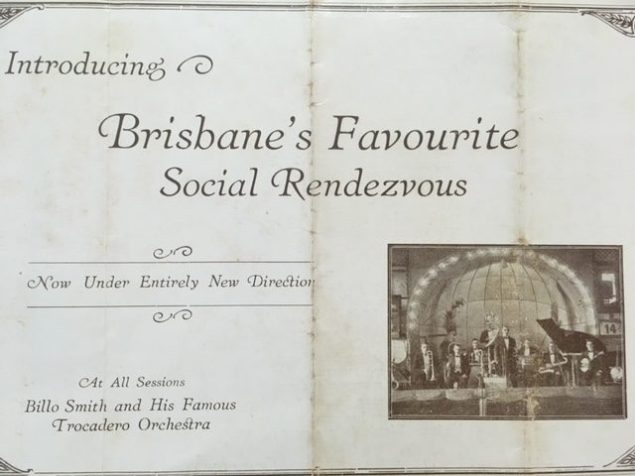 Introducing
Brisbane's Favourite
Social Rendezvous
Now Under Entirely New Direction
At All Sessions
Billo Smith and His Famous
Trocadero Orchestra
14